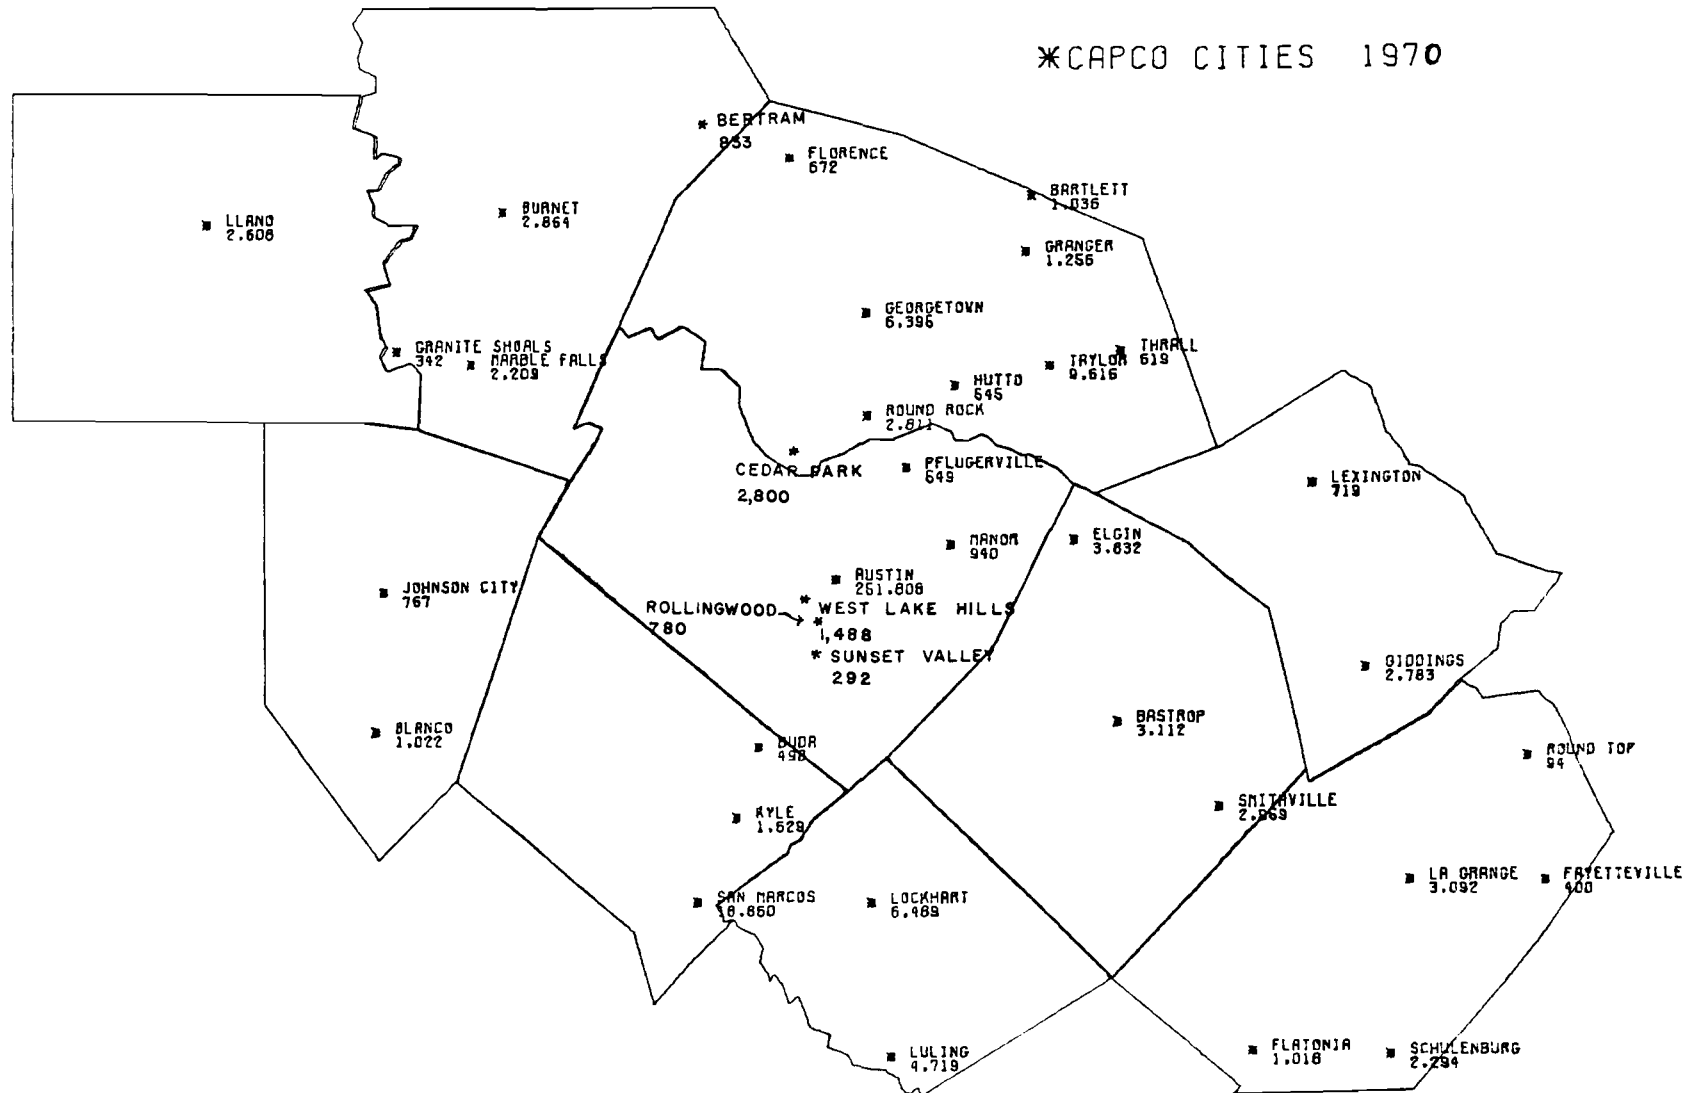 *CAPCO CITIES 1970
* BERTRAM
833
* FLORENCE
672
* BARTLETT
1.036
* LLANO
2.608
* BURNET
2.864
* GRANGER
1.256
* GEORGETOWN
6.396
* GRANITE SHOALS
342
* MARBLE FALLS
2.209
* THRALL
619
* TAYLOR
9.616
* HUTTO
545
* ROUND ROCK
2.811
* CEDAR PARK
2,800
* PFLUGERVILLE
549
* LEXINGTON
719
* MANOR
940
* ELGIN
3.832
* AUSTIN
251.808
* JOHNSON CITY
767
ROLLINGWOOD
780
* WEST LAKE HILLS
1,488
* SUNSET VALLEY
292
* GIDDINGS
2.783
* BLANCO
1.022
* BUDA
498
* BASTROP
3.112
* ROUND TOP
94
* KYLE
1.629
* SMITHVILLE
2.969
* LA GRANGE
3.092
* FAYETTEVILLE
400
* SAN MARCOS
18.860
* LOCKHART
6.489
* LULING
4.719
* FLATONIA
1.018
* SCHULENBURG
2.294